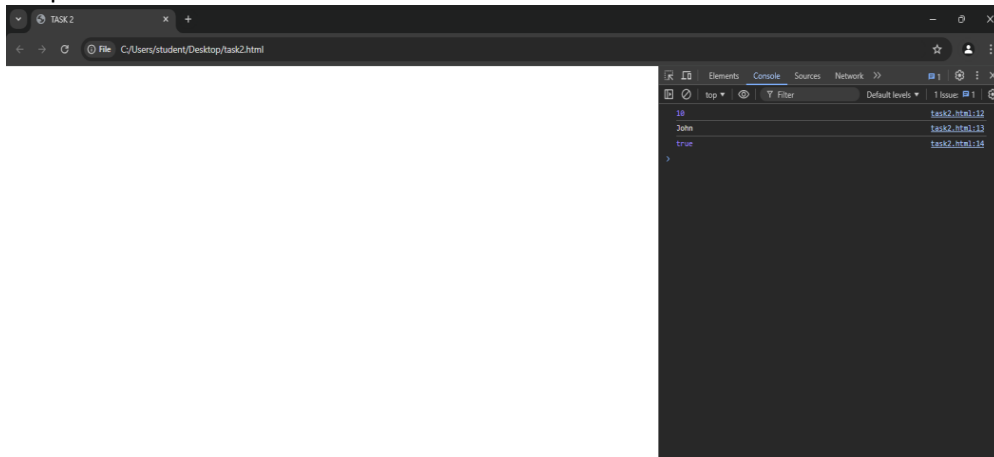 TASK 2
File C:/Users/student/Desktop/task2.html
Elements Console Sources Network 1
top Filter Default levels 1 Issue: 1
10 task2.html:12
John task2.html:13
true task2.html:14